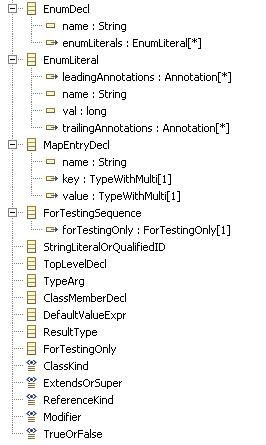 EnumDecl
name : String
enumLiterals : EnumLiteral[*]
EnumLiteral
leadingAnnotations : Annotation[*]
name : String
val : long
trailingAnnotations : Annotation[*]
MapEntryDecl
name : String
key : TypeWithMulti[1]
value : TypeWithMulti[1]
ForTestingSequence
forTestingOnly : ForTestingOnly[1]
StringLiteralOrQualifiedID
TopLevelDecl
TypeArg
ClassMemberDecl
DefaultValueExpr
ResultType
ForTestingOnly
ClassKind
ExtendsOrSuper
ReferenceKind
Modifier
TrueOrFalse